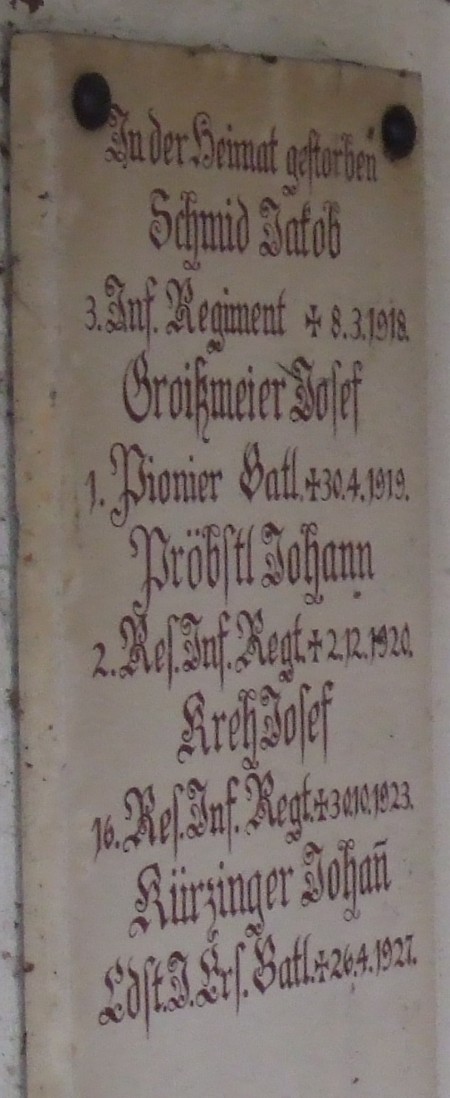 In der Heimat gestorben
Schmid Jakob
3. Inf. Regiment ✠ 8.3.1918.
Groißmeier Josef
1. Pionier Batl. ✠ 30.4.1919.
Pröbstl Johann
2. Res. Inf. Regt. ✠ 2.12.1920.
Kreh Josef
16. Res. Inf. Regt. ✠ 30.10.1923.
Kürzinger Johañ
Ldst. J. Ers. Batl. ✠ 26.4.1927.